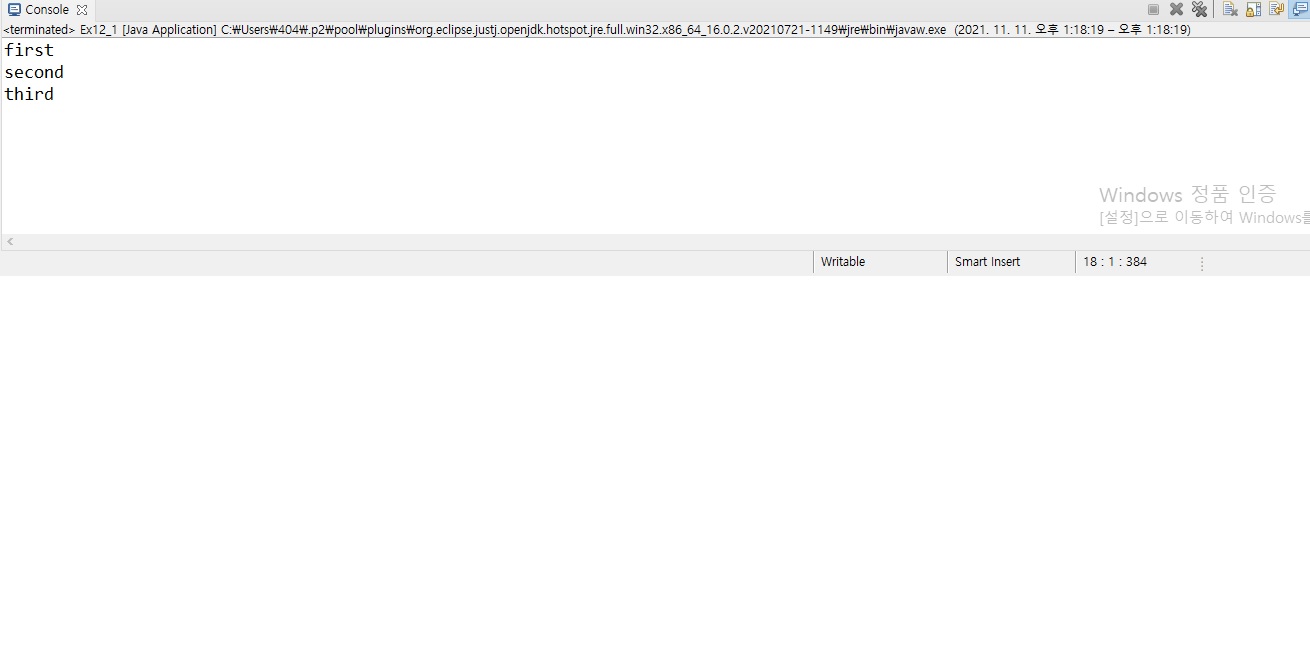 Console
<terminated> Ex12_1 [Java Application] C:₩Users₩404₩.p2₩pool₩plugins₩org.eclipse.justj.openjdk.hotspot.jre.full.win32.x86_64_16.0.2.v20210721-1149₩jre₩bin₩javaw.exe (2021. 11. 11. 오후 1:18:19 – 오후 1:18:19)
first
second
third
Windows 정품 인증
[설정]으로 이동하여 Windows를
Writable Smart Insert 18 : 1 : 384